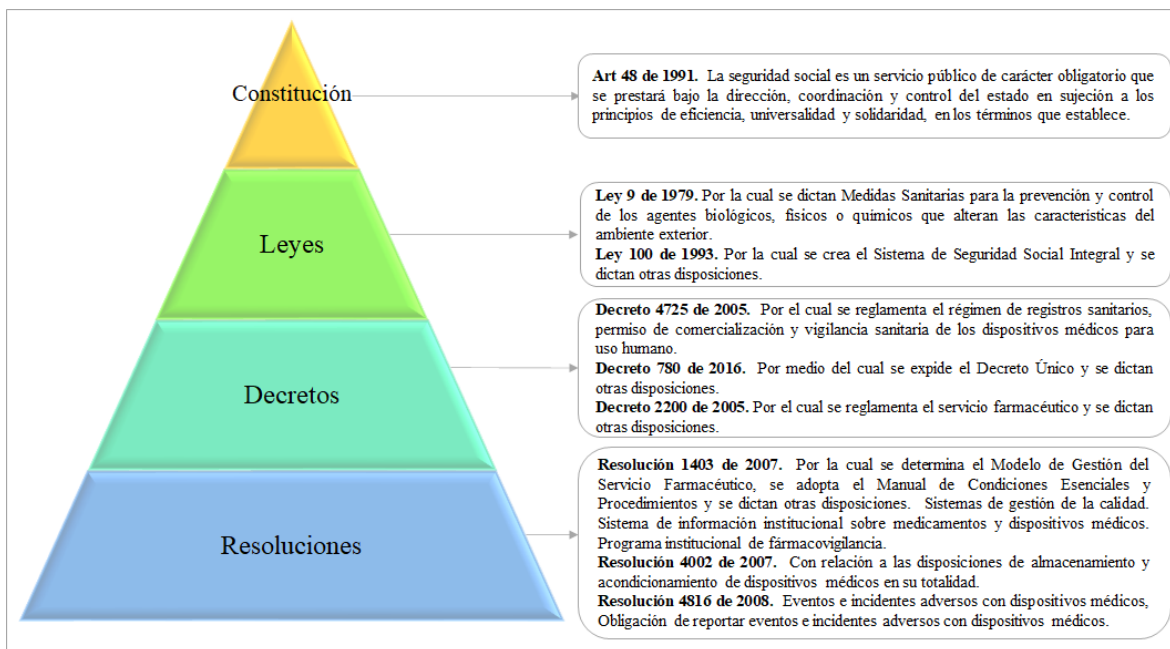 Constitución
Art 48 de 1991. La seguridad social es un servicio público de carácter obligatorio que
se prestará bajo la dirección, coordinación y control del estado en sujeción a los
principios de eficiencia, universalidad y solidaridad, en los términos que establece.
Leyes
Ley 9 de 1979. Por la cual se dictan Medidas Sanitarias para la prevención y control
de los agentes biológicos, físicos o químicos que alteran las características del
ambiente exterior.
Ley 100 de 1993. Por la cual se crea el Sistema de Seguridad Social Integral y se
dictan otras disposiciones.
Decretos
Decreto 4725 de 2005. Por el cual se reglamenta el régimen de registros sanitarios,
permiso de comercialización y vigilancia sanitaria de los dispositivos médicos para
uso humano.
Decreto 780 de 2016. Por medio del cual se expide el Decreto Único y se dictan
otras disposiciones.
Decreto 2200 de 2005. Por el cual se reglamenta el servicio farmacéutico y se dictan
otras disposiciones.
Resoluciones
Resolución 1403 de 2007. Por la cual se determina el Modelo de Gestión del
Servicio Farmacéutico, se adopta el Manual de Condiciones Esenciales y
Procedimientos y se dictan otras disposiciones. Sistemas de gestión de la calidad.
Sistema de información institucional sobre medicamentos y dispositivos médicos.
Programa institucional de fármacovigilancia.
Resolución 4002 de 2007. Con relación a las disposiciones de almacenamiento y
acondicionamiento de dispositivos médicos en su totalidad.
Resolución 4816 de 2008. Eventos e incidentes adversos con dispositivos médicos,
Obligación de reportar eventos e incidentes adversos con dispositivos médicos.